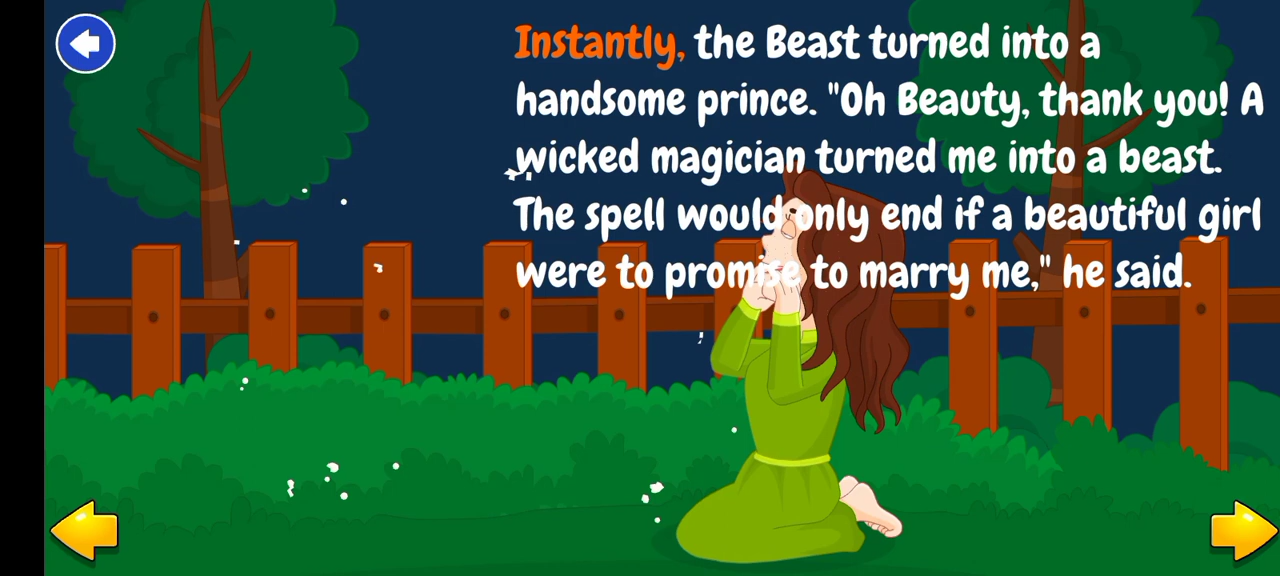 Instantly, the Beast turned into a
handsome prince. "Oh Beauty, thank you! A
wicked magician turned me into a beast.
The spell would only end if a beautiful girl
were to promise to marry me," he said.